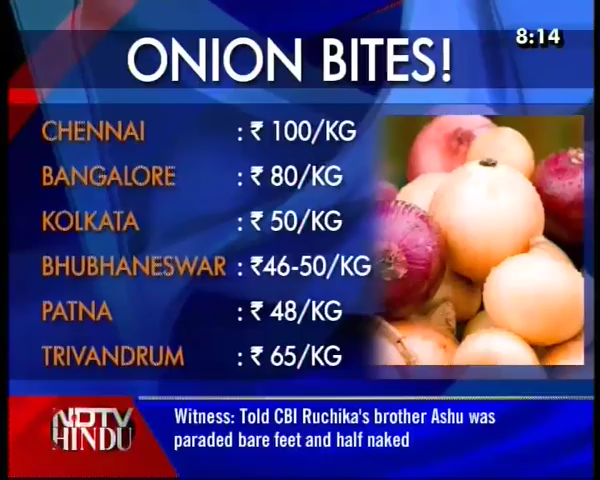 8:14
ONION BITES!
CHENNAI : ₹ 100/KG
BANGALORE : ₹ 80/KG
KOLKATA : ₹ 50/KG
BHUBHANESWAR : ₹46-50/KG
PATNA : ₹ 48/KG
TRIVANDRUM : ₹ 65/KG
NDTV
HINDU
Witness: Told CBI Ruchika's brother Ashu was
paraded bare feet and half naked